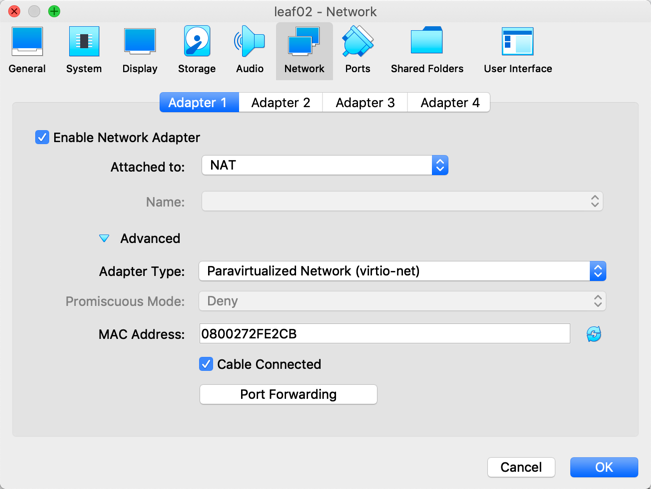 leaf02 - Network
General System Display Storage Audio Network Ports Shared Folders User Interface
Adapter 1 Adapter 2 Adapter 3 Adapter 4
Enable Network Adapter
Attached to: NAT
Name:
Advanced
Adapter Type: Paravirtualized Network (virtio-net)
Promiscuous Mode: Deny
MAC Address: 0800272FE2CB
Cable Connected
Port Forwarding
Cancel OK